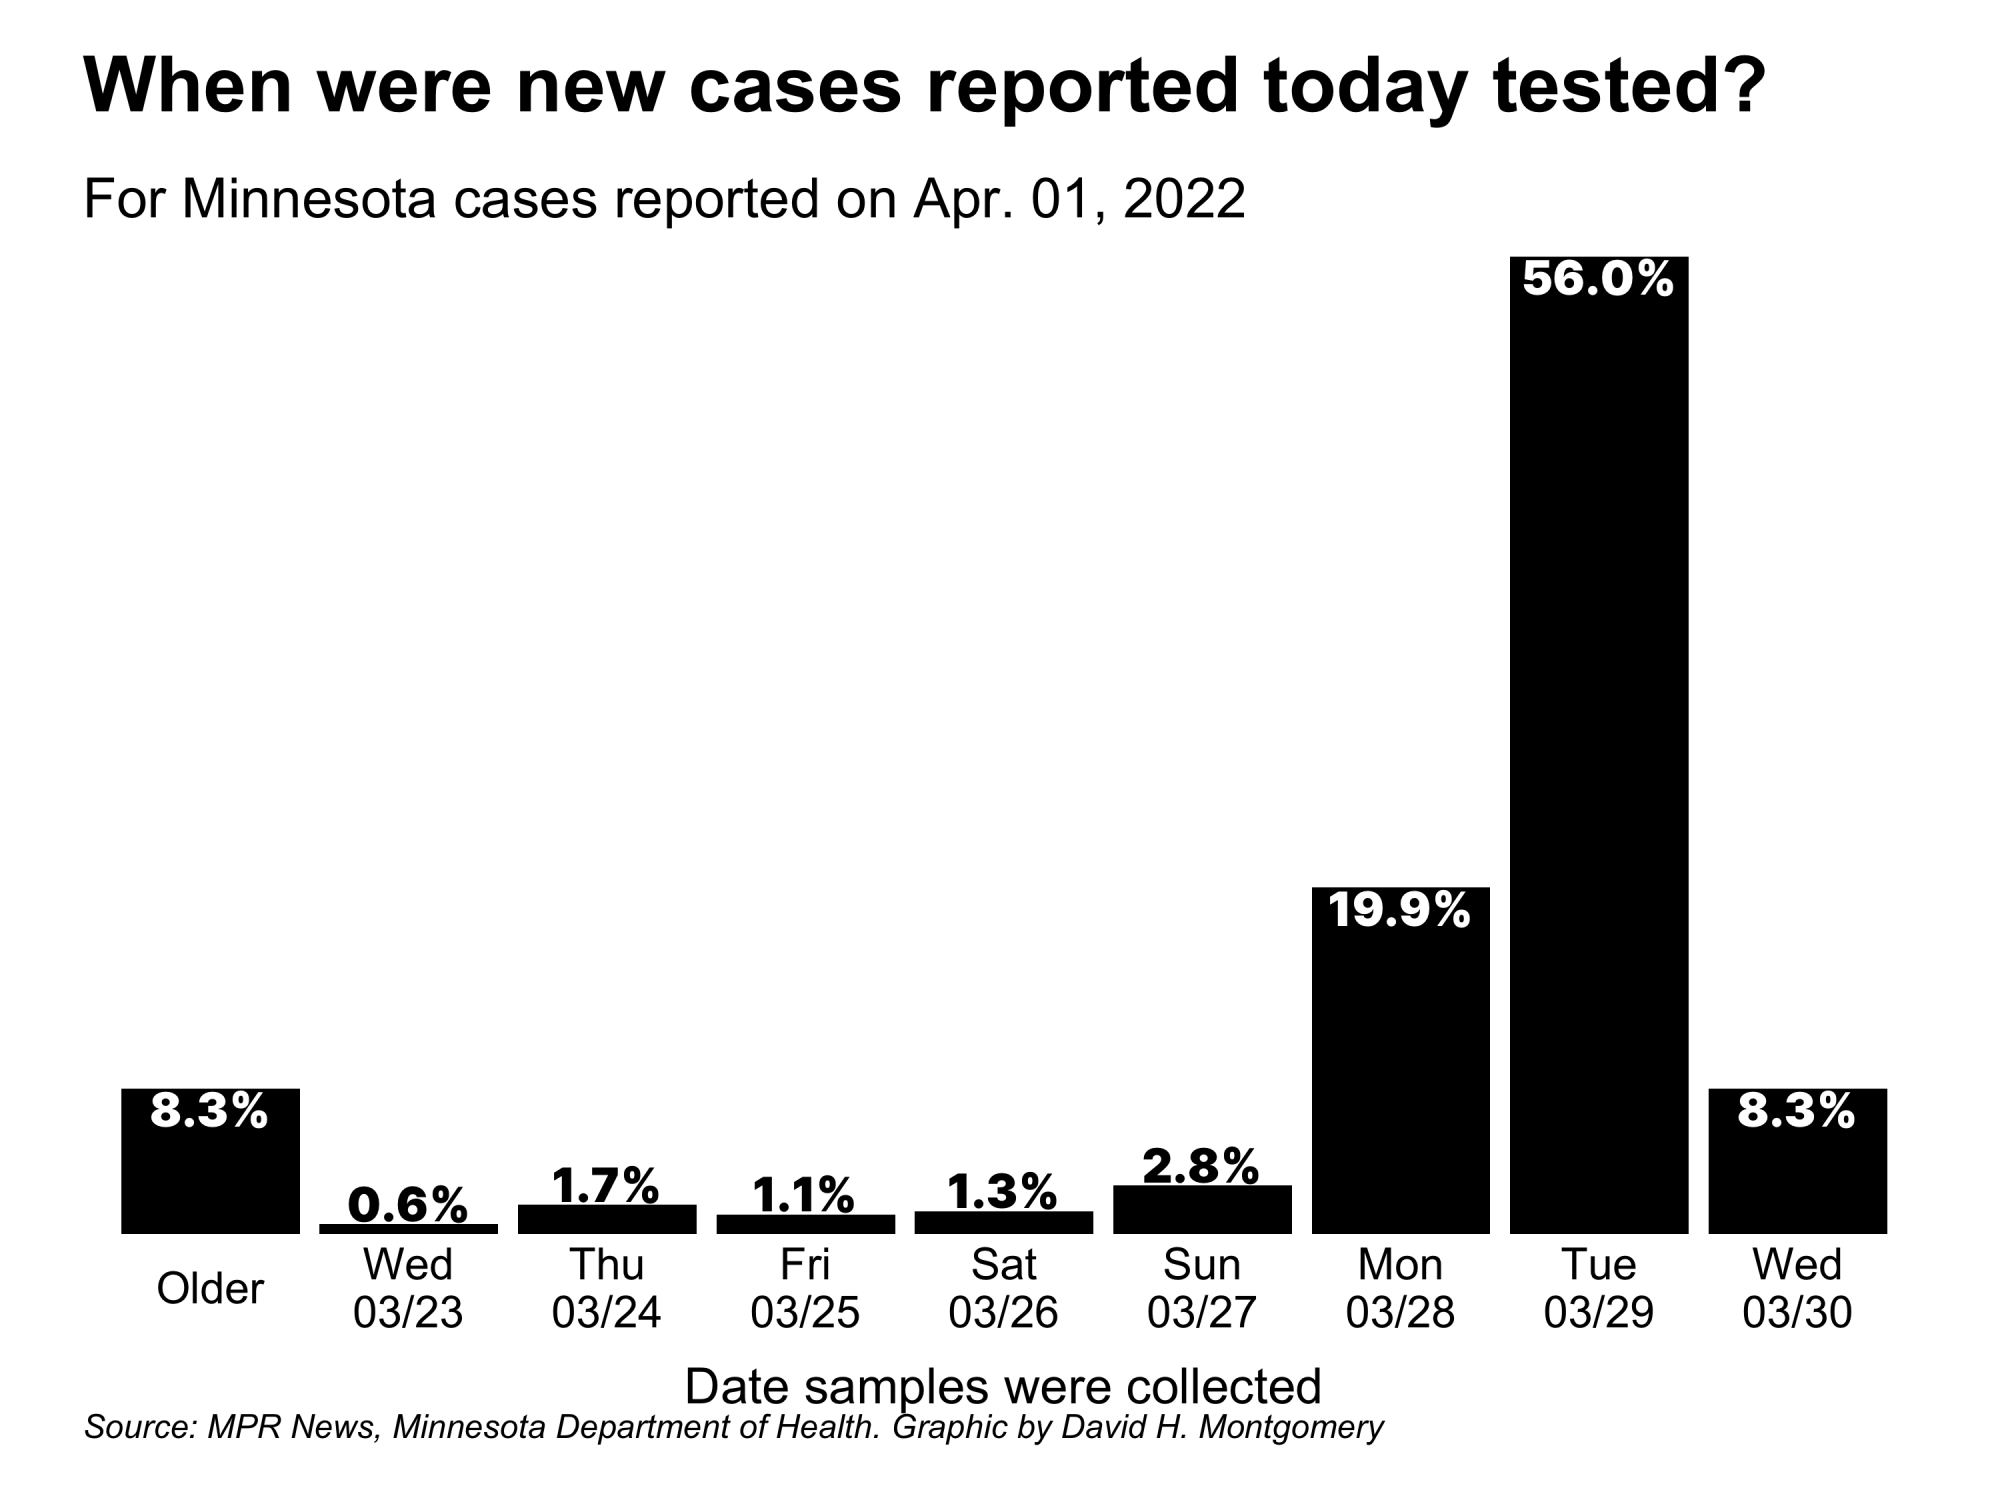 When were new cases reported today tested?
For Minnesota cases reported on Apr. 01, 2022
56.0%
19.9%
8.3%
8.3%
2.8%
1.7%
1.1%
1.3%
0.6%
Older
Wed
03/23
Thu
03/24
Fri
03/25
Sat
03/26
Sun
03/27
Mon
03/28
Tue
03/29
Wed
03/30
Date samples were collected
Source: MPR News, Minnesota Department of Health. Graphic by David H. Montgomery